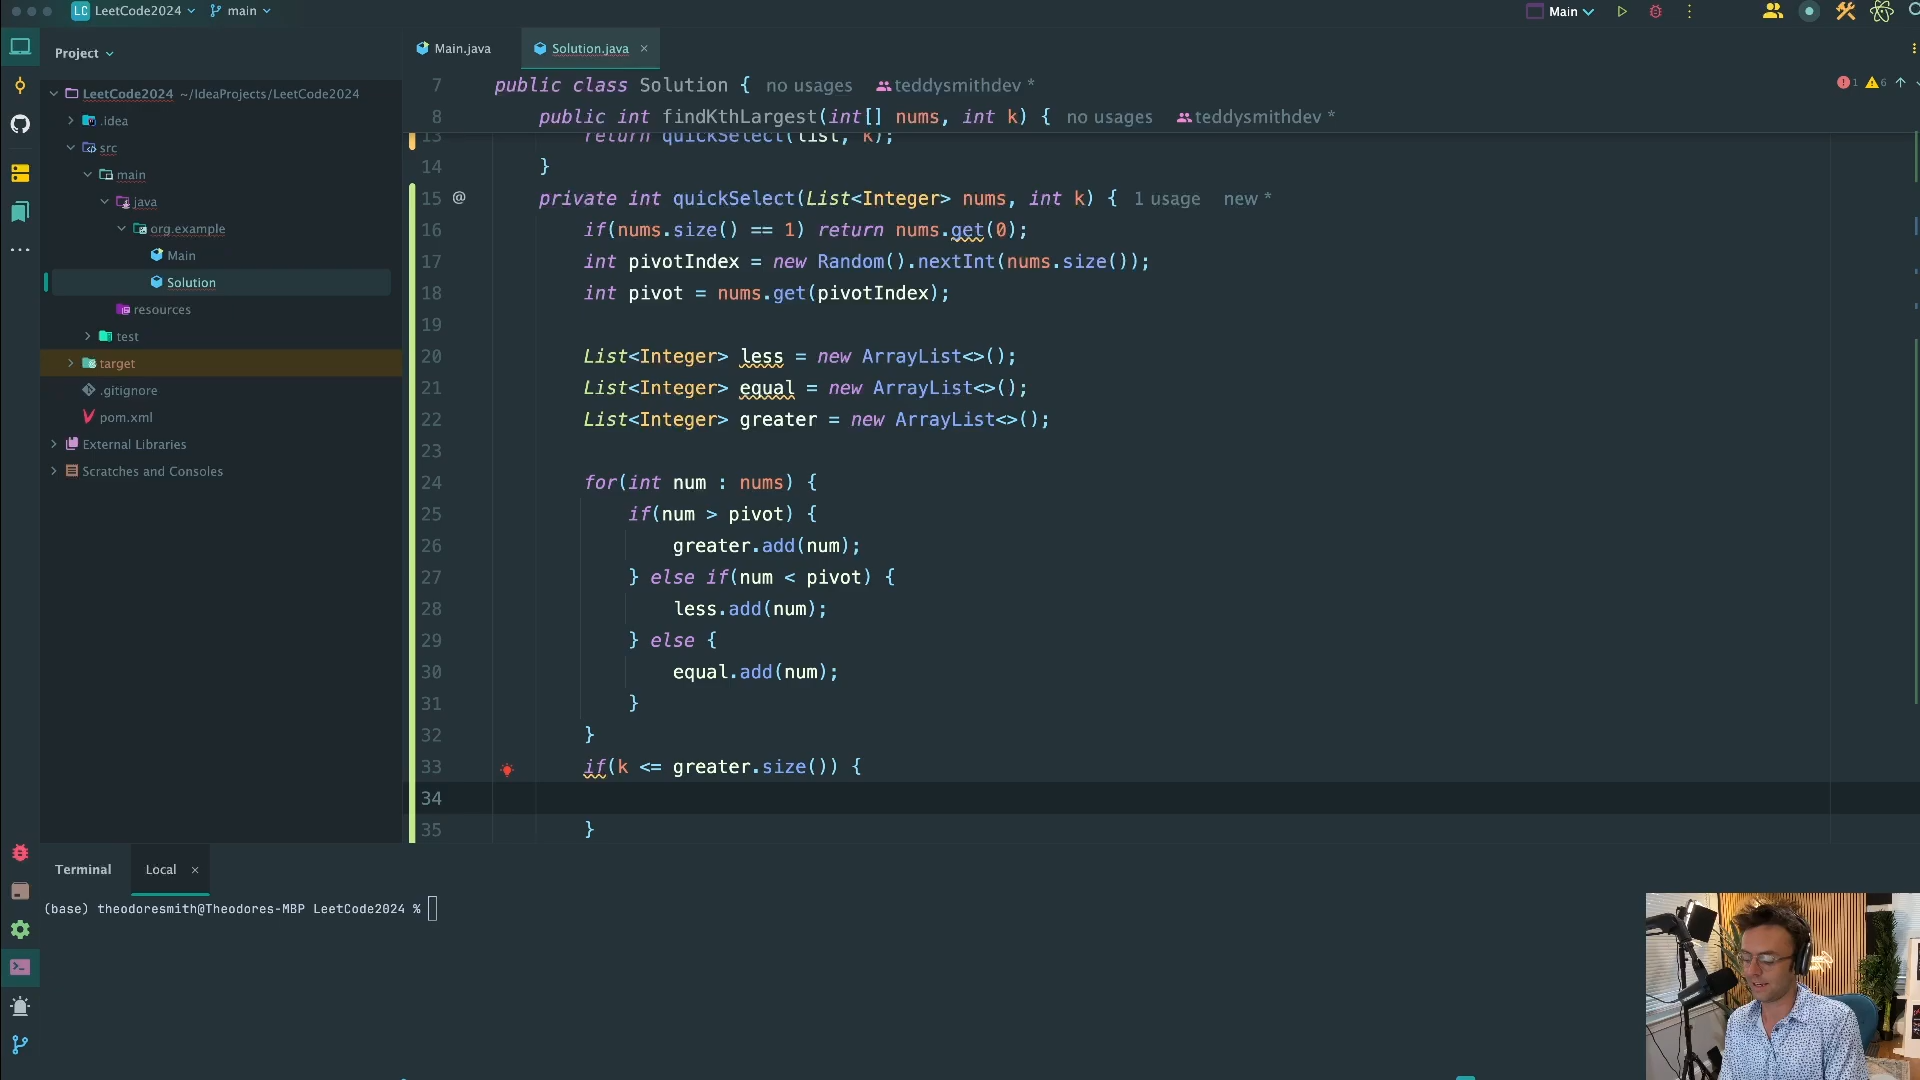 LC LeetCode2024 main Main
Project
Main.java Solution.java ×
LeetCode2024 ~/IdeaProjects/LeetCode2024
.idea
src
main
java
org.example
Main
Solution
resources
test
target
.gitignore
pom.xml
External Libraries
Scratches and Consoles
7 public class Solution { no usages teddysmithdev *
1 6
8 public int findKthLargest(int[] nums, int k) { no usages teddysmithdev *
13 return quickSelect(list, k);
14 }
15 @ private int quickSelect(List<Integer> nums, int k) { 1 usage new *
16 if(nums.size() == 1) return nums.get(0);
17 int pivotIndex = new Random().nextInt(nums.size());
18 int pivot = nums.get(pivotIndex);
19
20 List<Integer> less = new ArrayList<>();
21 List<Integer> equal = new ArrayList<>();
22 List<Integer> greater = new ArrayList<>();
23
24 for(int num : nums) {
25 if(num > pivot) {
26 greater.add(num);
27 } else if(num < pivot) {
28 less.add(num);
29 } else {
30 equal.add(num);
31 }
32 }
33 if(k <= greater.size()) {
34
35 }
Terminal Local ×
(base) theodoresmith@Theodores-MBP LeetCode2024 %